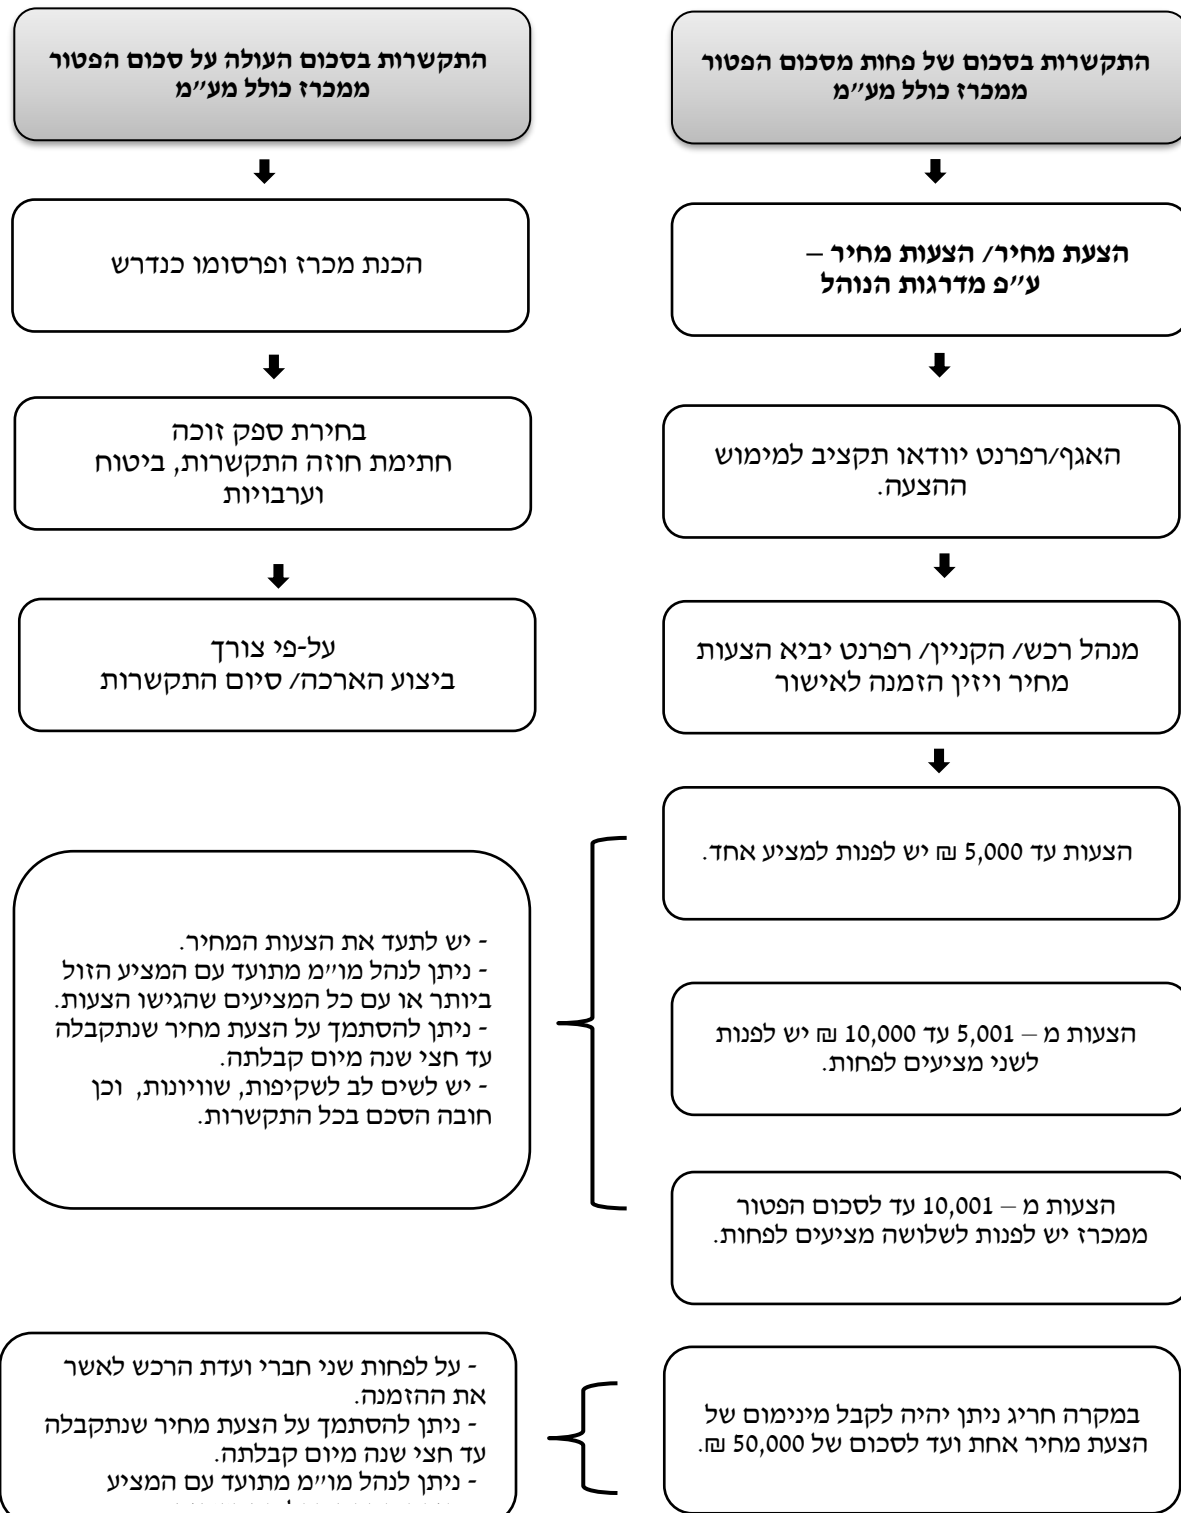 התקשרות בסכום של פחות מסכום הפטור
ממכרז כולל מע"מ
התקשרות בסכום העולה על סכום הפטור
ממכרז כולל מע"מ
הצעת מחיר/ הצעות מחיר –
ע"פ מדרגות הנוהל
הכנת מכרז ופרסומו כנדרש
האגף/רפרנט יוודאו תקציב למימוש
ההצעה.
בחירת ספק זוכה
חתימת חוזה התקשרות, ביטוח
וערבויות
מנהל רכש/ הקניין/ רפרנט יביא הצעות
מחיר ויזין הזמנה לאישור
על-פי צורך
ביצוע הארכה/ סיום התקשרות
הצעות עד 5,000 ₪ יש לפנות למציע אחד.
הצעות מ – 5,001 עד 10,000 ₪ יש לפנות
לשני מציעים לפחות.
הצעות מ – 10,001 עד לסכום הפטור
ממכרז יש לפנות לשלושה מציעים לפחות.
- יש לתעד את הצעות המחיר.
- ניתן לנהל מו"מ מתועד עם המציע הזול
ביותר או עם כל המציעים שהגישו הצעות.
- ניתן להסתמך על הצעת מחיר שנתקבלה
עד חצי שנה מיום קבלתה.
- יש לשים לב לשקיפות, שוויונות, וכן
חובה הסכם בכל התקשרות.
במקרה חריג ניתן יהיה לקבל מינימום של
הצעת מחיר אחת ועד לסכום של 50,000 ₪.
- על לפחות שני חברי ועדת הרכש לאשר
את ההזמנה.
- ניתן להסתמך על הצעת מחיר שנתקבלה
עד חצי שנה מיום קבלתה.
- ניתן לנהל מו"מ מתועד עם המציע